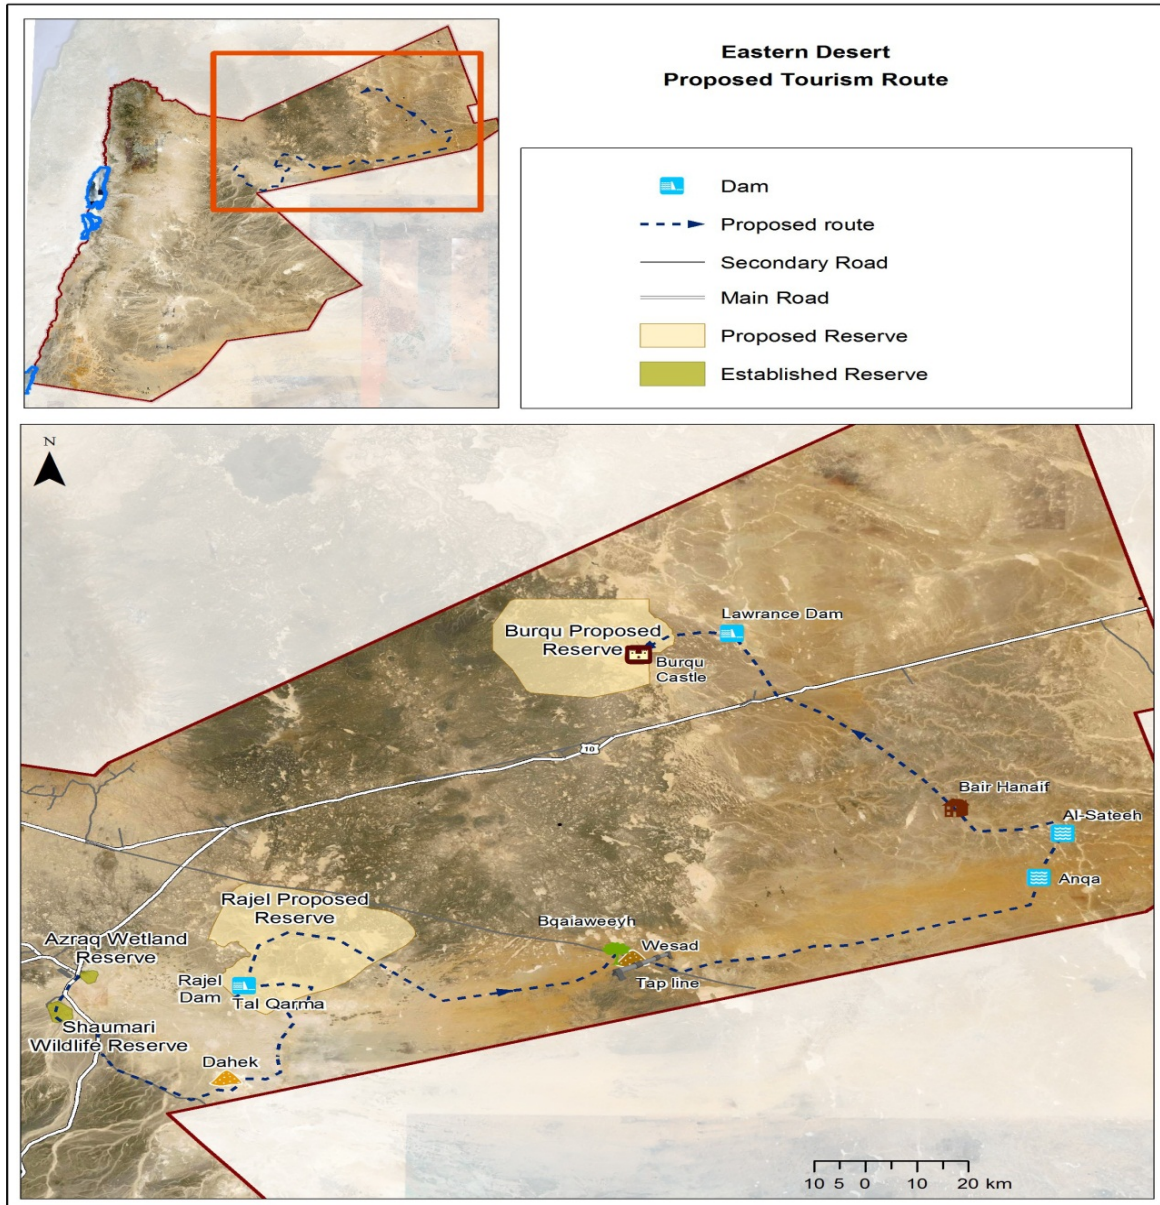 Eastern Desert
Proposed Tourism Route
Dam
Proposed route
Secondary Road
Main Road
Proposed Reserve
Established Reserve
N
Lawrance Dam
Burqu Proposed
Reserve
Burqu
Castle
10
Bair Hanaif
Al-Sateeh
Anqa
Rajel Proposed
Reserve
Bqaiaweeyh
Azraq Wetland
Reserve
Wesad
Rajel
Dam
Tap line
Tal Qarma
Shaumari
Wildlife Reserve
Dahek
10 5 0 10 20 km